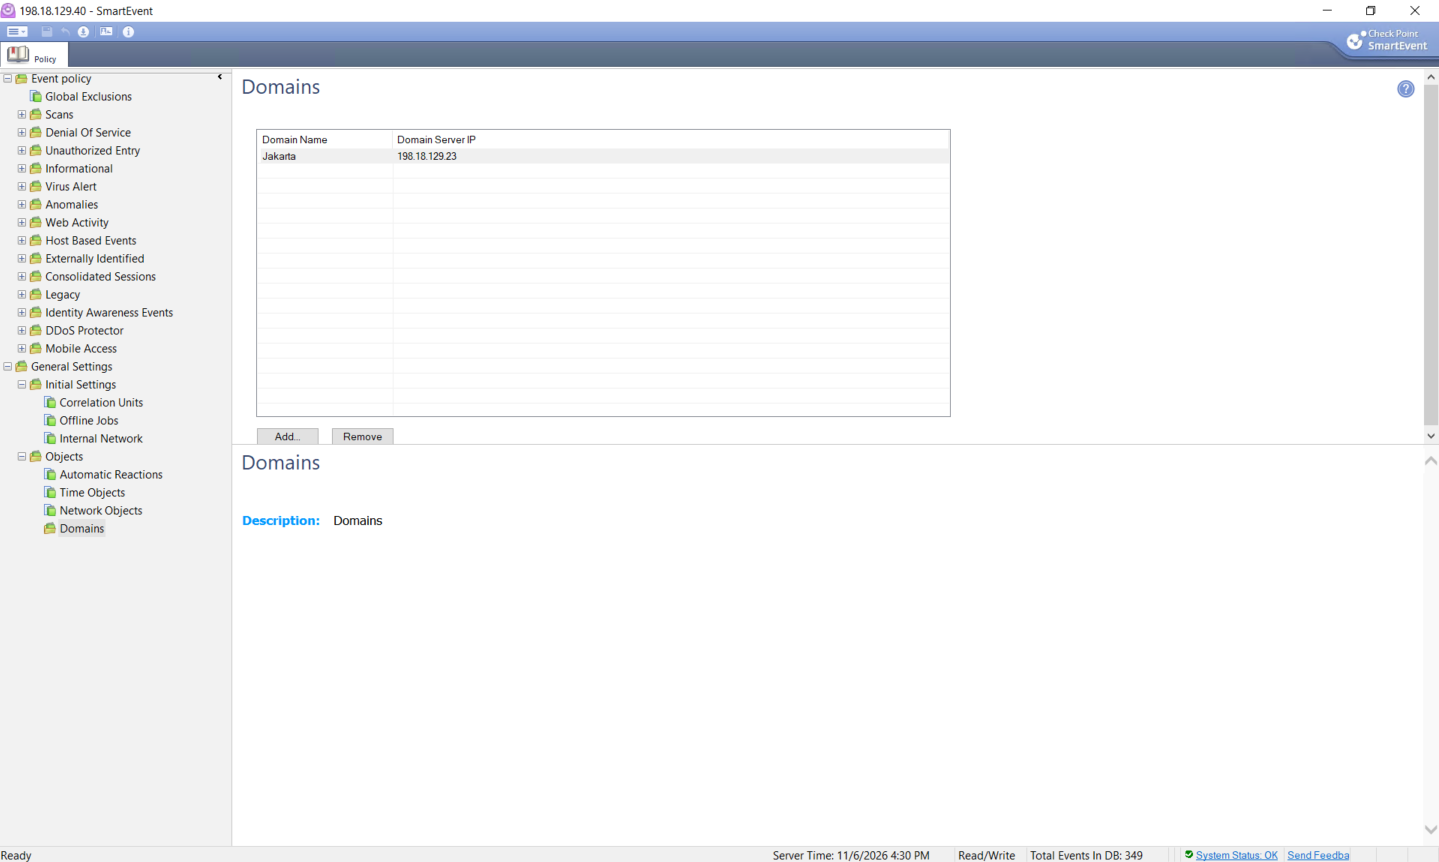 198.18.129.40 - SmartEvent
Check Point
SmartEvent
Policy
Event policy
Global Exclusions
Scans
Denial Of Service
Unauthorized Entry
Informational
Virus Alert
Anomalies
Web Activity
Host Based Events
Externally Identified
Consolidated Sessions
Legacy
Identity Awareness Events
DDoS Protector
Mobile Access
General Settings
Initial Settings
Correlation Units
Offline Jobs
Internal Network
Objects
Automatic Reactions
Time Objects
Network Objects
Domains
Domains
Domain Name Domain Server IP
Jakarta 198.18.129.23
Add... Remove
Domains
Description: Domains
Ready Server Time: 11/6/2026 4:30 PM Read/Write Total Events In DB: 349 System Status: OK Send Feedba